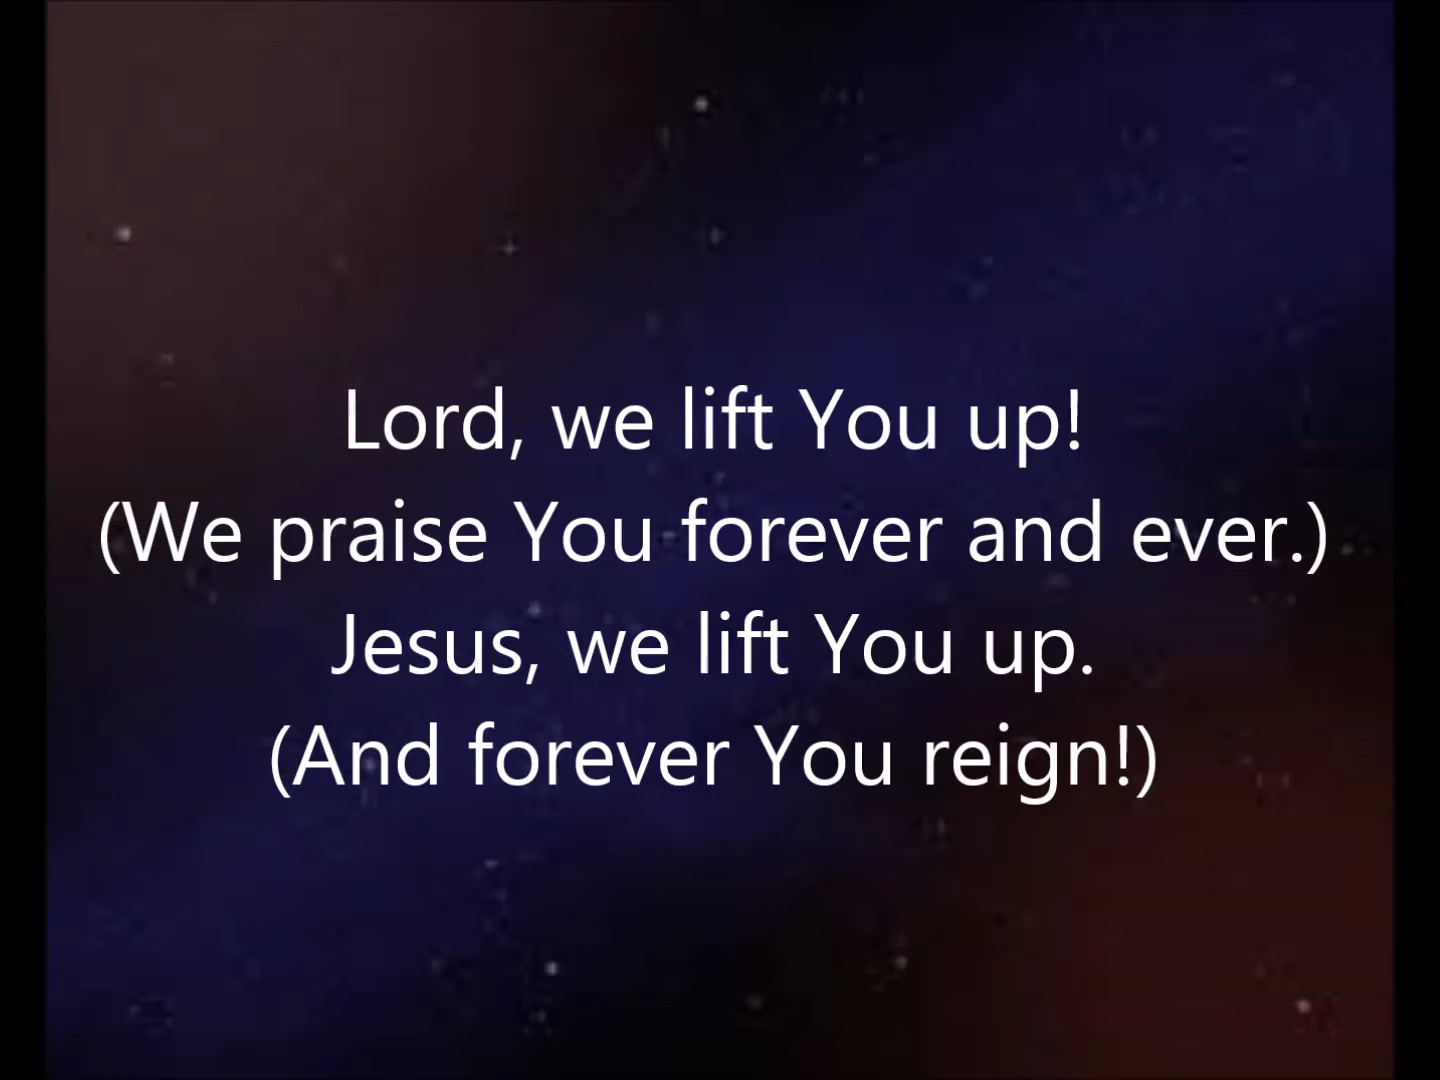 Lord, we lift You up!
(We praise You forever and ever.)
Jesus, we lift You up.
(And forever You reign!)